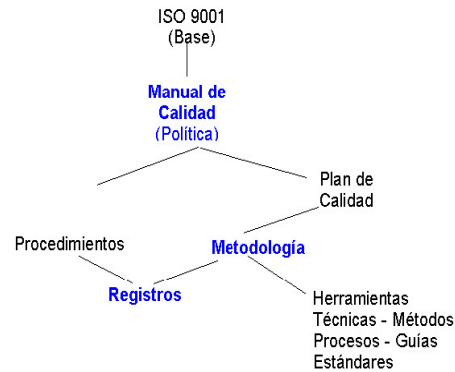 ISO 9001
(Base)
Manual de
Calidad
(Política)
Plan de
Calidad
Procedimientos
Metodología
Registros
Herramientas
Técnicas - Métodos
Procesos - Guías
Estándares